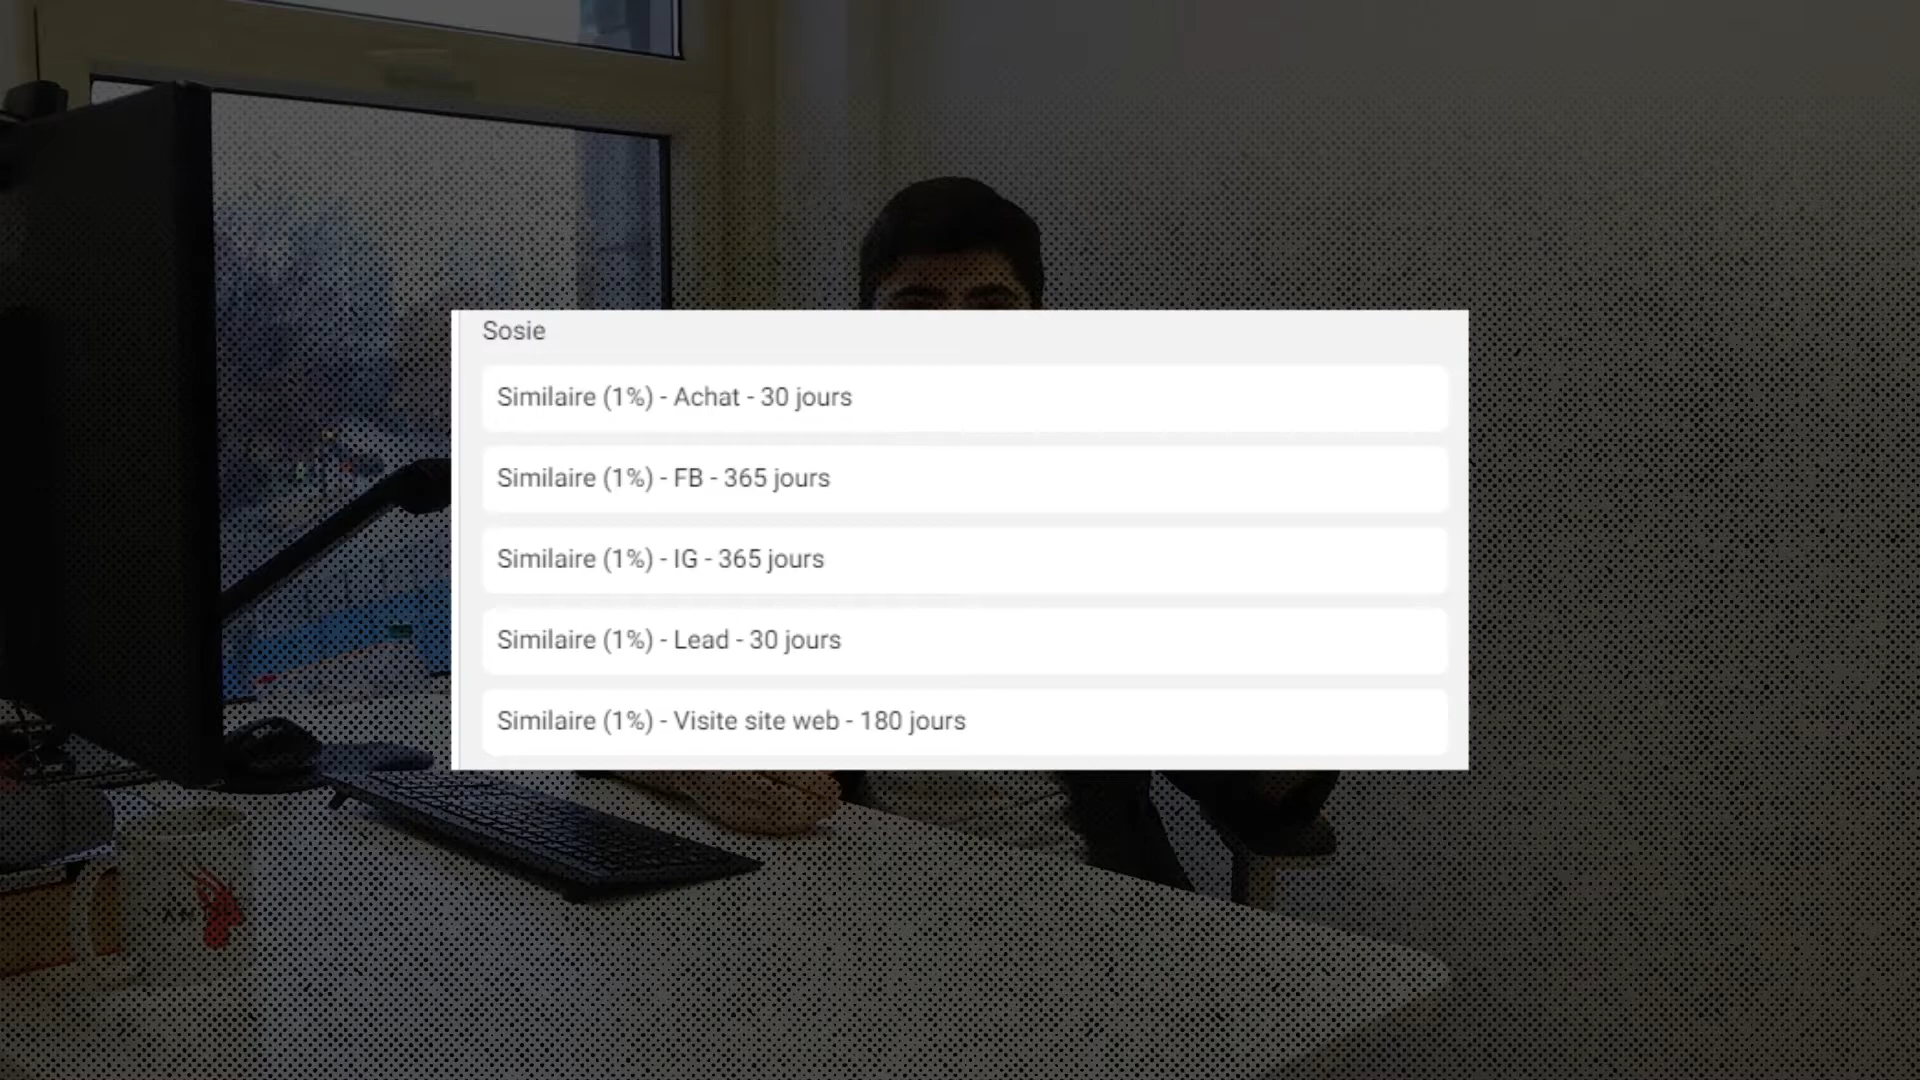 Sosie
Similaire (1%) - Achat - 30 jours
Similaire (1%) - FB - 365 jours
Similaire (1%) - IG - 365 jours
Similaire (1%) - Lead - 30 jours
Similaire (1%) - Visite site web - 180 jours